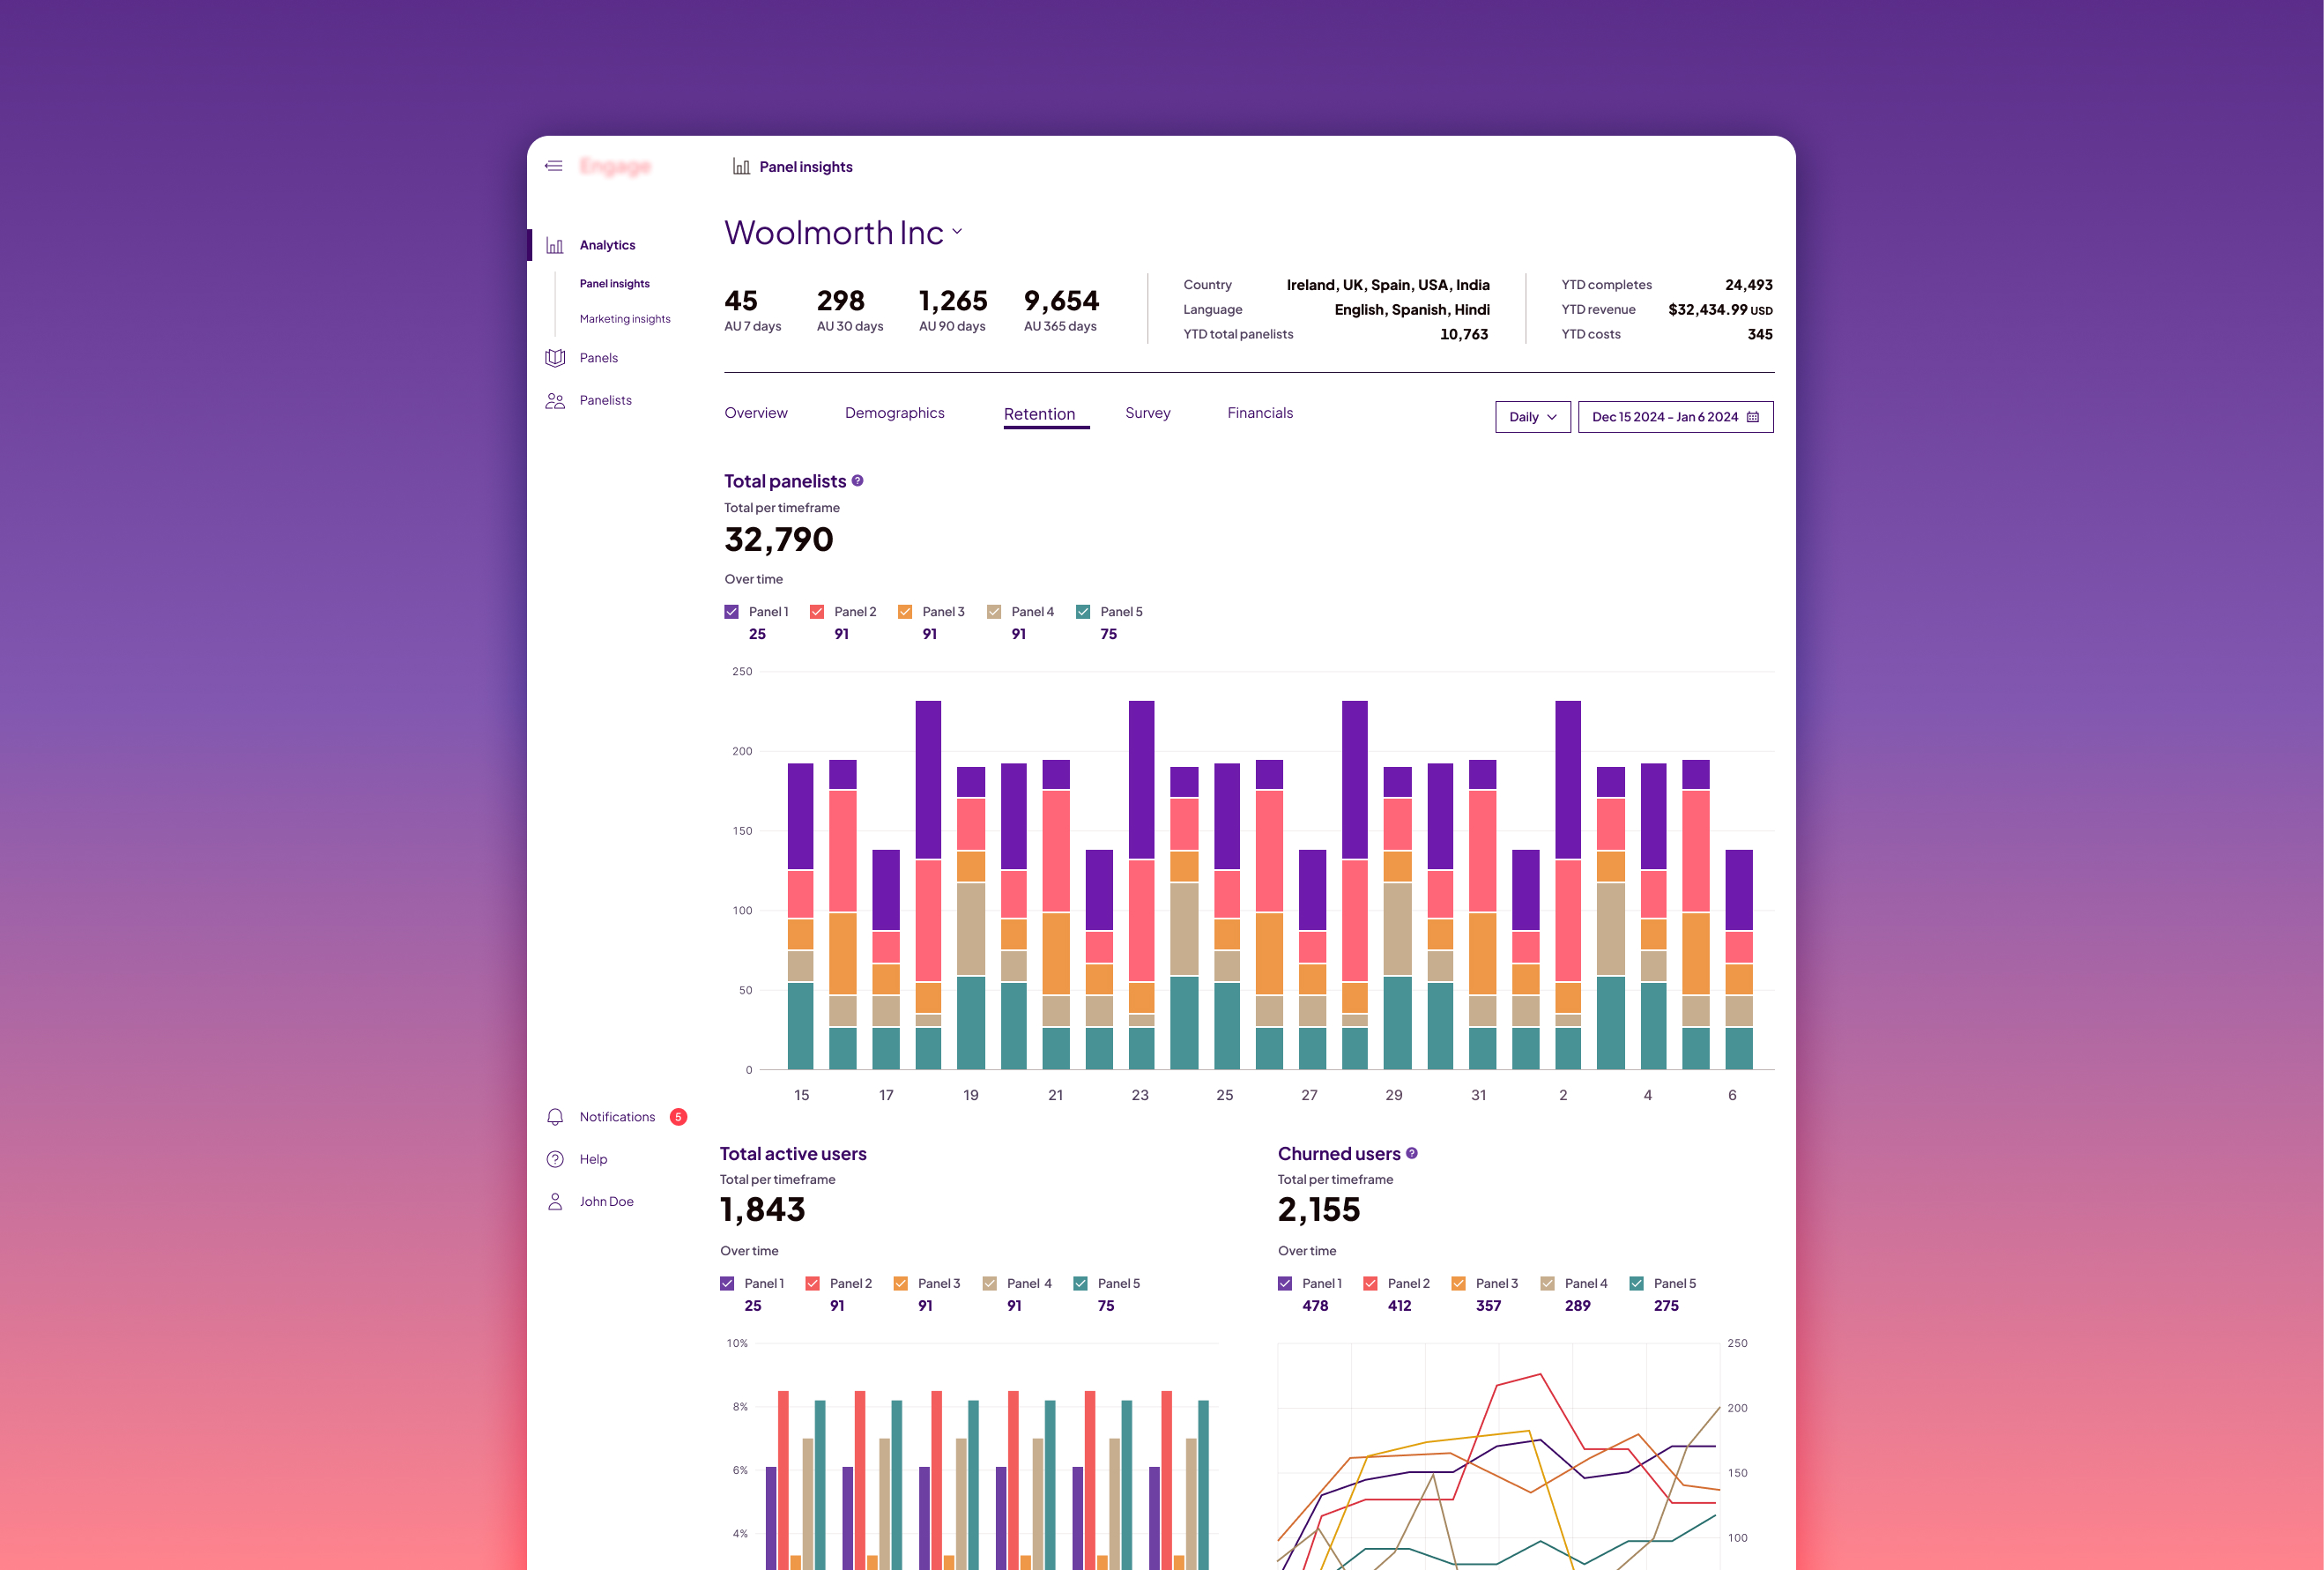 Engage
Panel insights
Analytics
Panel insights
Marketing insights
Panels
Panelists
Notifications 5
Help
John Doe
Woolmorth Inc
45 298 1,265 9,654
AU 7 days AU 30 days AU 90 days AU 365 days
Country Ireland, UK, Spain, USA, India
Language English, Spanish, Hindi
YTD total panelists 10,763
YTD completes 24,493
YTD revenue $32,434.99 USD
YTD costs 345
Overview Demographics Retention Survey Financials
Daily Dec 15 2024 - Jan 6 2024
Total panelists ?
Total per timeframe
32,790
Over time
Panel 1 Panel 2 Panel 3 Panel 4 Panel 5
25 91 91 91 75
250
200
150
100
50
0
15 17 19 21 23 25 27 29 31 2 4 6
Total active users
Total per timeframe
1,843
Over time
Panel 1 Panel 2 Panel 3 Panel 4 Panel 5
25 91 91 91 75
10%
8%
6%
4%
Churned users ?
Total per timeframe
2,155
Over time
Panel 1 Panel 2 Panel 3 Panel 4 Panel 5
478 412 357 289 275
250
200
150
100